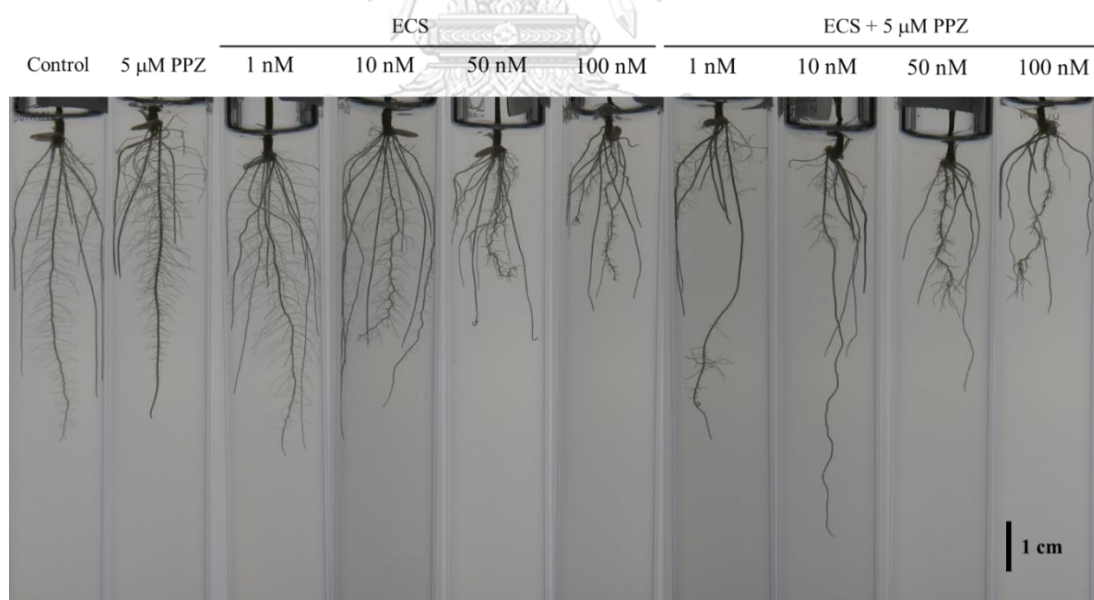 ECS ECS + 5 µM PPZ
Control 5 µM PPZ 1 nM 10 nM 50 nM 100 nM 1 nM 10 nM 50 nM 100 nM
1 cm